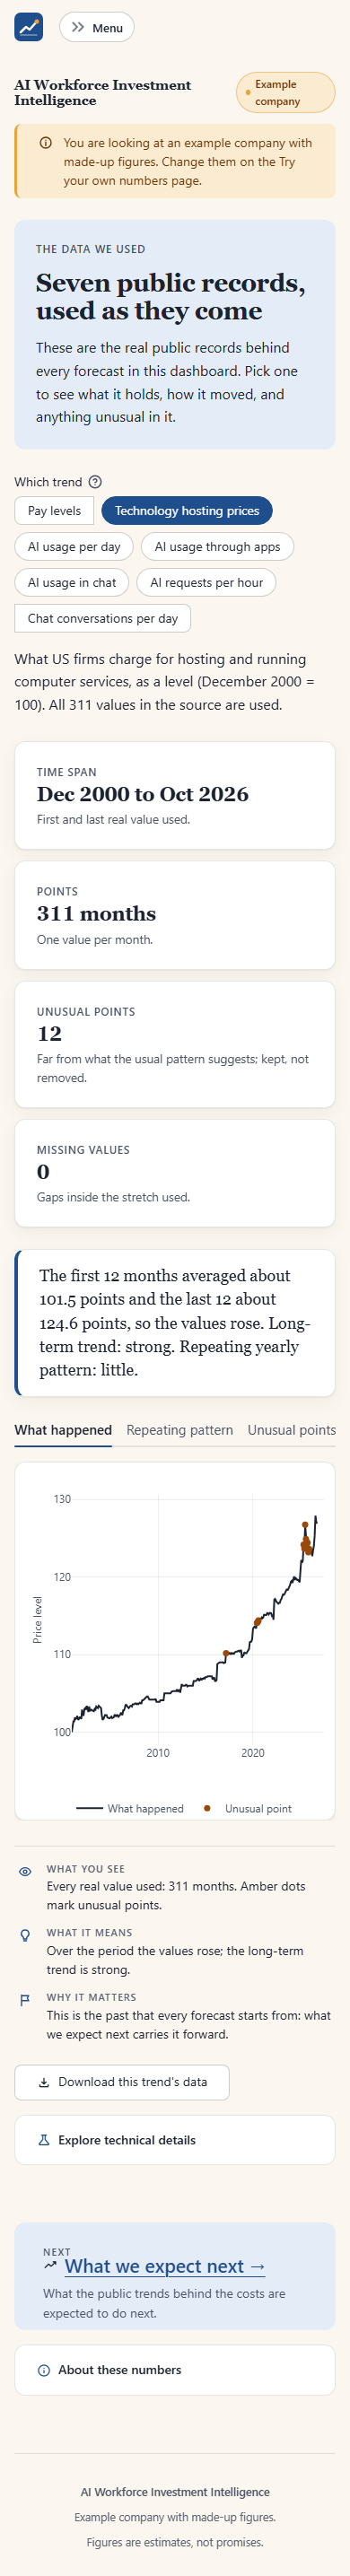 Menu
AI Workforce Investment
Intelligence
Example
company
You are looking at an example company with
made-up figures. Change them on the Try
your own numbers page.
THE DATA WE USED
Seven public records,
used as they come
These are the real public records behind
every forecast in this dashboard. Pick one
to see what it holds, how it moved, and
anything unusual in it.
Which trend
Pay levels
Technology hosting prices
AI usage per day
AI usage through apps
AI usage in chat
AI requests per hour
Chat conversations per day
What US firms charge for hosting and running
computer services, as a level (December 2000 =
100). All 311 values in the source are used.
TIME SPAN
Dec 2000 to Oct 2026
First and last real value used.
POINTS
311 months
One value per month.
UNUSUAL POINTS
12
Far from what the usual pattern suggests; kept, not
removed.
MISSING VALUES
0
Gaps inside the stretch used.
The first 12 months averaged about
101.5 points and the last 12 about
124.6 points, so the values rose. Long-
term trend: strong. Repeating yearly
pattern: little.
What happened
Repeating pattern
Unusual points
130
120
110
100
Price level
2010
2020
What happened
Unusual point
WHAT YOU SEE
Every real value used: 311 months. Amber dots
mark unusual points.
WHAT IT MEANS
Over the period the values rose; the long-term
trend is strong.
WHY IT MATTERS
This is the past that every forecast starts from: what
we expect next carries it forward.
Download this trend's data
Explore technical details
NEXT
What we expect next →
What the public trends behind the costs are
expected to do next.
About these numbers
AI Workforce Investment Intelligence
Example company with made-up figures.
Figures are estimates, not promises.